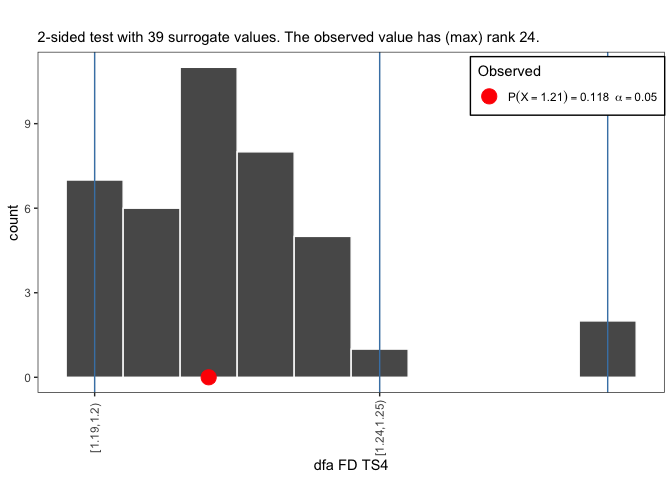 2-sided test with 39 surrogate values. The observed value has (max) rank 24.
Observed
P(X = 1.21) = 0.118 α = 0.05
count
9
6
3
0
[1.19,1.2)
[1.24,1.25)
dfa FD TS4